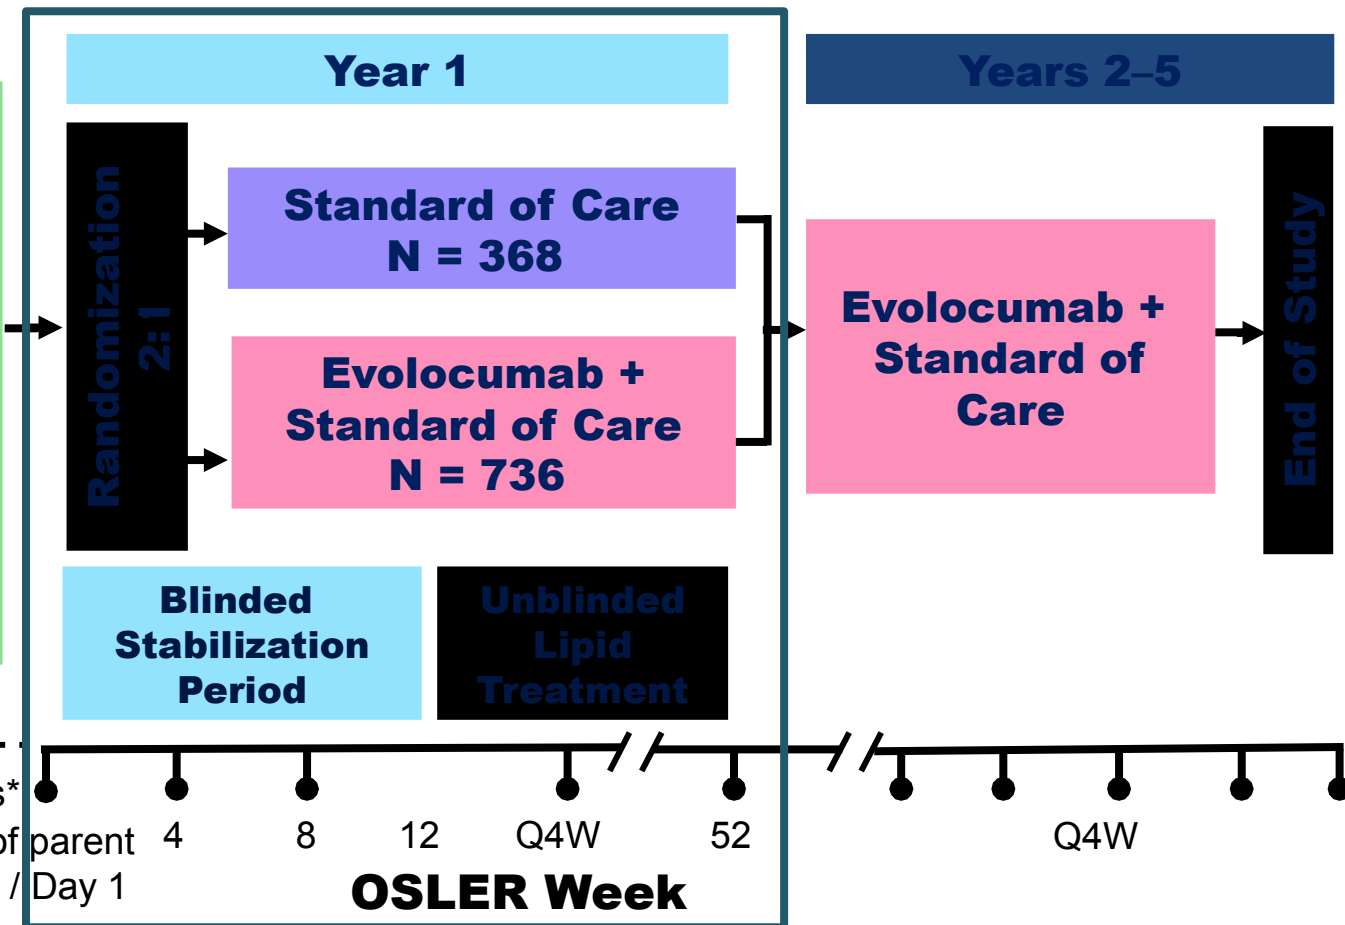 Year 1
Years 2–5
Randomization
2:1
Standard of Care
N = 368
Evolocumab +
Standard of Care
N = 736
Evolocumab +
Standard of
Care
End of Study
Blinded
Stabilization
Period
Unblinded
Lipid
Treatment
s*
of parent
/ Day 1
4
8
12
Q4W
52
Q4W
OSLER Week